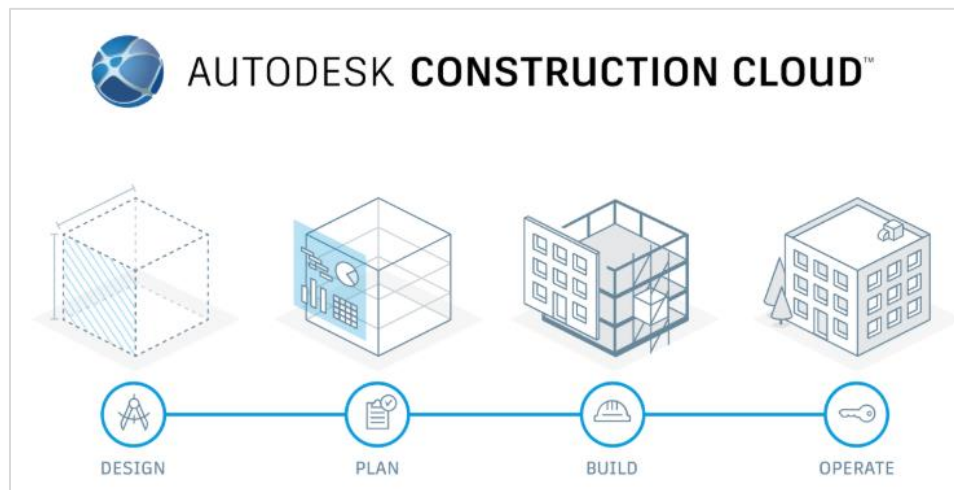 AUTODESK CONSTRUCTION CLOUD™
DESIGN
PLAN
BUILD
OPERATE